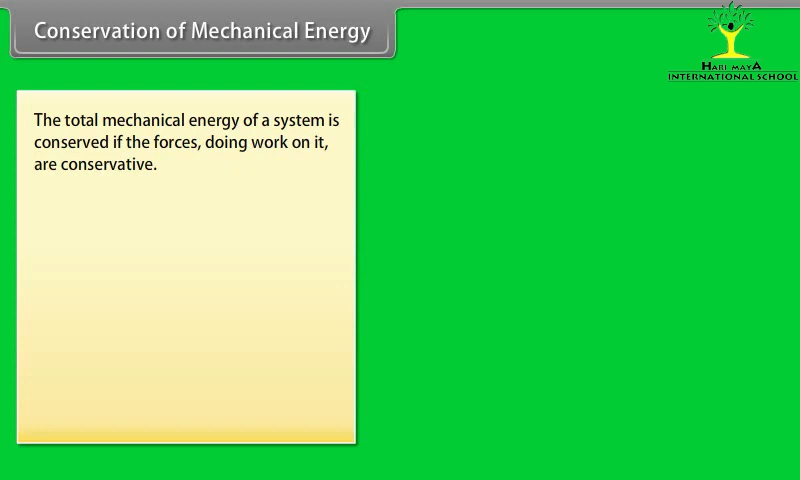 Conservation of Mechanical Energy
HARI MAYA
INTERNATIONAL SCHOOL
The total mechanical energy of a system is
conserved if the forces, doing work on it,
are conservative.